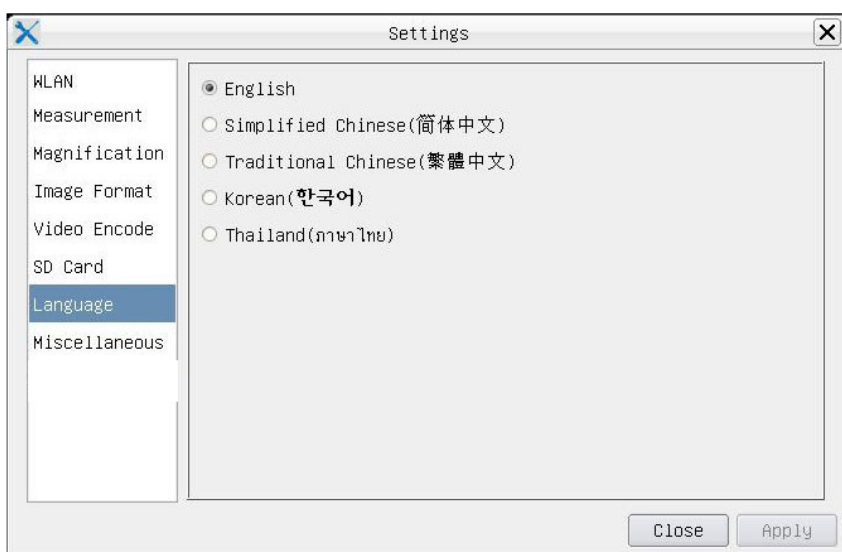 Settings
WLAN
Measurement
Magnification
Image Format
Video Encode
SD Card
Language
Miscellaneous
English
Simplified Chinese(简体中文)
Traditional Chinese(繁體中文)
Korean(한국어)
Thailand(ภาษาไทย)
Close
Apply